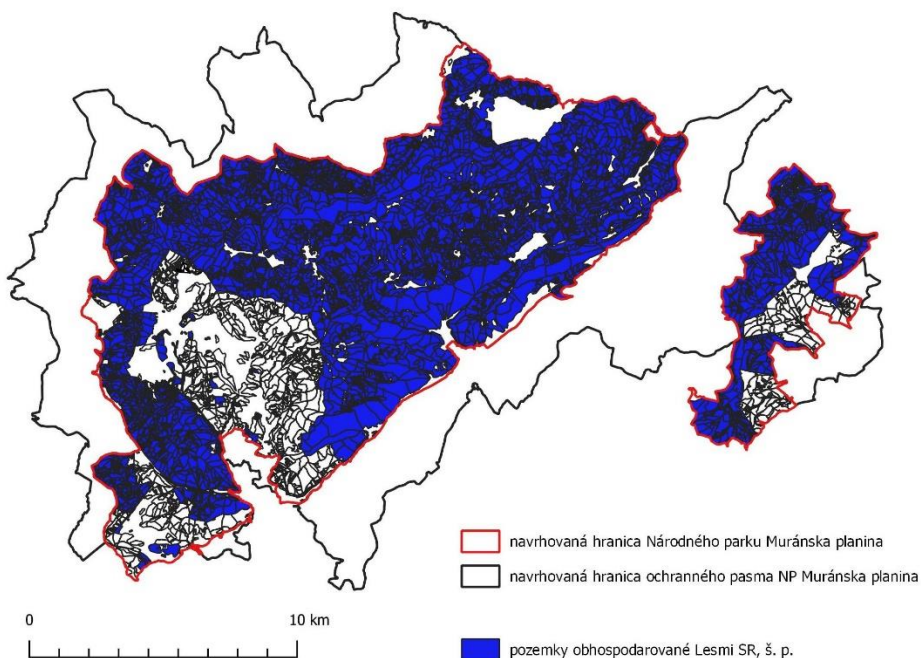 navrhovaná hranica Národného parku Muránska planina
navrhovaná hranica ochranného pasma NP Muránska planina
0 10 km
pozemky obhospodarované Lesmi SR, š. p.